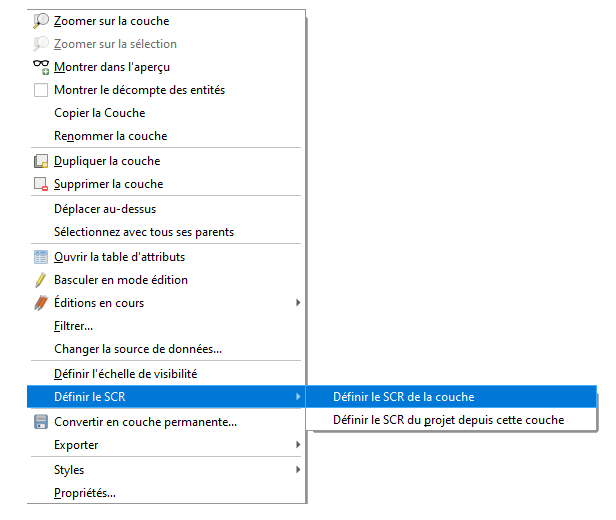 Zoomer sur la couche
Zoomer sur la sélection
Montrer dans l'aperçu
Montrer le décompte des entités
Copier la Couche
Renommer la couche
Dupliquer la couche
Supprimer la couche
Déplacer au-dessus
Sélectionnez avec tous ses parents
Ouvrir la table d'attributs
Basculer en mode édition
Éditions en cours
Filtrer...
Changer la source de données...
Définir l'échelle de visibilité
Définir le SCR
Définir le SCR de la couche
Définir le SCR du projet depuis cette couche
Convertir en couche permanente...
Exporter
Styles
Propriétés...